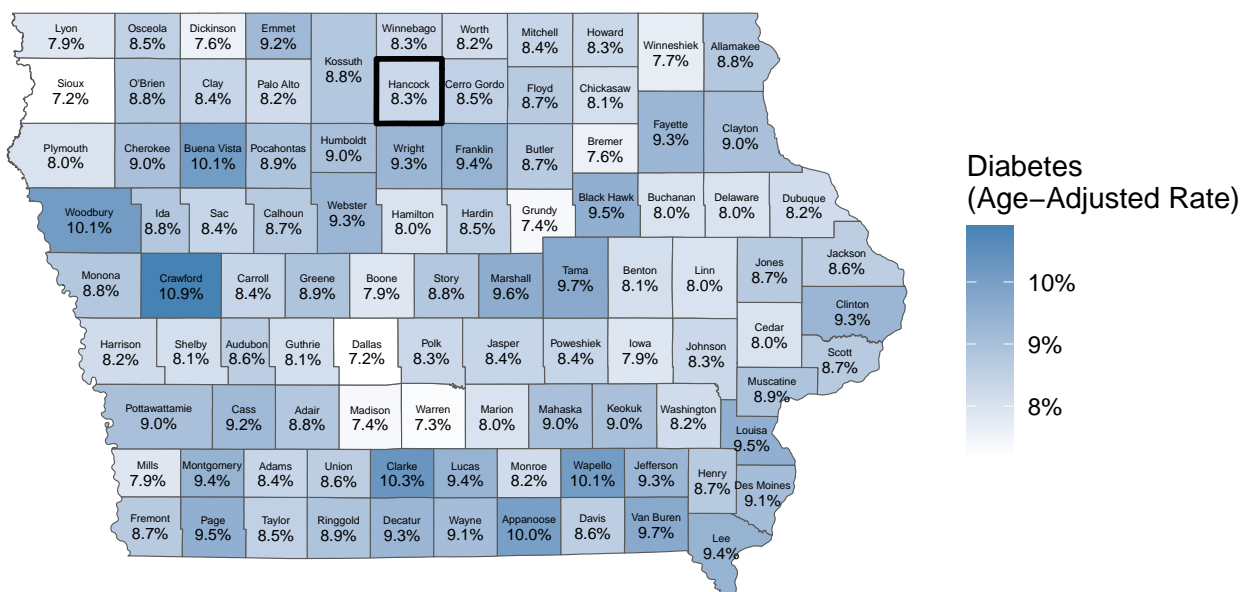 Lyon
7.9%
Osceola
8.5%
Dickinson
7.6%
Emmet
9.2%
Kossuth
8.8%
Winnebago
8.3%
Worth
8.2%
Mitchell
8.4%
Howard
8.3%
Winneshiek
7.7%
Allamakee
8.8%
Sioux
7.2%
O'Brien
8.8%
Clay
8.4%
Palo Alto
8.2%
Hancock
8.3%
Cerro Gordo
8.5%
Floyd
8.7%
Chickasaw
8.1%
Fayette
9.3%
Clayton
9.0%
Plymouth
8.0%
Cherokee
9.0%
Buena Vista
10.1%
Pocahontas
8.9%
Humboldt
9.0%
Wright
9.3%
Franklin
9.4%
Butler
8.7%
Bremer
7.6%
Woodbury
10.1%
Ida
8.8%
Sac
8.4%
Calhoun
8.7%
Webster
9.3%
Hamilton
8.0%
Hardin
8.5%
Grundy
7.4%
Black Hawk
9.5%
Buchanan
8.0%
Delaware
8.0%
Dubuque
8.2%
Monona
8.8%
Crawford
10.9%
Carroll
8.4%
Greene
8.9%
Boone
7.9%
Story
8.8%
Marshall
9.6%
Tama
9.7%
Benton
8.1%
Linn
8.0%
Jones
8.7%
Jackson
8.6%
Clinton
9.3%
Harrison
8.2%
Shelby
8.1%
Audubon
8.6%
Guthrie
8.1%
Dallas
7.2%
Polk
8.3%
Jasper
8.4%
Poweshiek
8.4%
Iowa
7.9%
Johnson
8.3%
Cedar
8.0%
Scott
8.7%
Muscatine
8.9%
Pottawattamie
9.0%
Cass
9.2%
Adair
8.8%
Madison
7.4%
Warren
7.3%
Marion
8.0%
Mahaska
9.0%
Keokuk
9.0%
Washington
8.2%
Louisa
9.5%
Mills
7.9%
Montgomery
9.4%
Adams
8.4%
Union
8.6%
Clarke
10.3%
Lucas
9.4%
Monroe
8.2%
Wapello
10.1%
Jefferson
9.3%
Henry
8.7%
Des Moines
9.1%
Fremont
8.7%
Page
9.5%
Taylor
8.5%
Ringgold
8.9%
Decatur
9.3%
Wayne
9.1%
Appanoose
10.0%
Davis
8.6%
Van Buren
9.7%
Lee
9.4%
Diabetes
(Age−Adjusted Rate)
10%
9%
8%